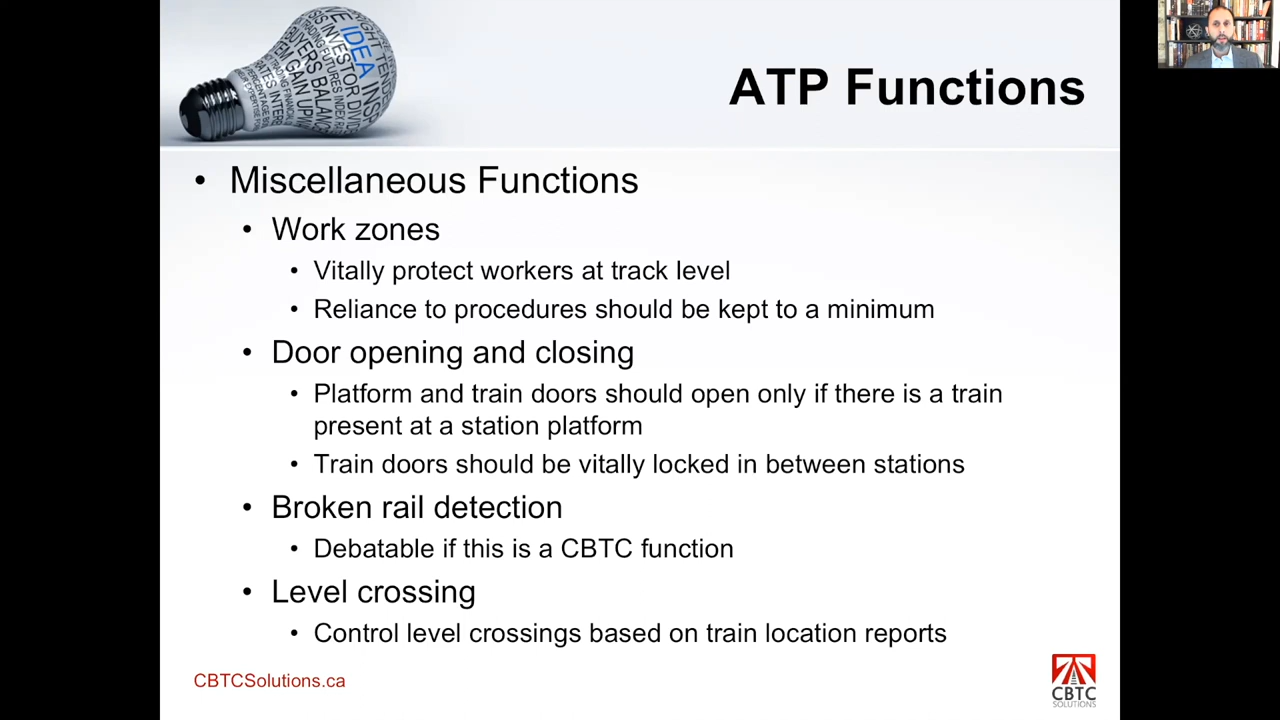 ATP Functions
IDEA
• Miscellaneous Functions
• Work zones
• Vitally protect workers at track level
• Reliance to procedures should be kept to a minimum
• Door opening and closing
• Platform and train doors should open only if there is a train
present at a station platform
• Train doors should be vitally locked in between stations
• Broken rail detection
• Debatable if this is a CBTC function
• Level crossing
• Control level crossings based on train location reports
CBTCSolutions.ca
CBTC
SOLUTIONS